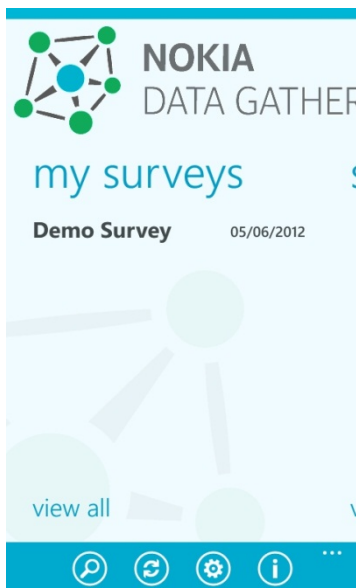 NOKIA
DATA GATHER
my surveys s
Demo Survey 05/06/2012
view all v